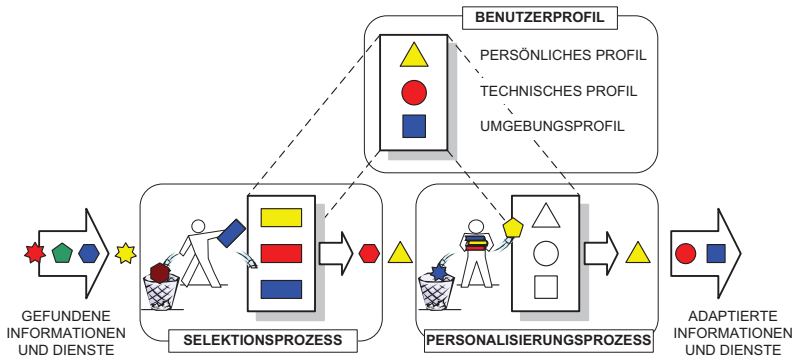 BENUTZERPROFIL
PERSÖNLICHES PROFIL
TECHNISCHES PROFIL
UMGEBUNGSPROFIL
GEFUNDENE
INFORMATIONEN
UND DIENSTE
SELEKTIONSPROZESS
PERSONALISIERUNGSPROZESS
ADAPTIERTE
INFORMATIONEN
UND DIENSTE